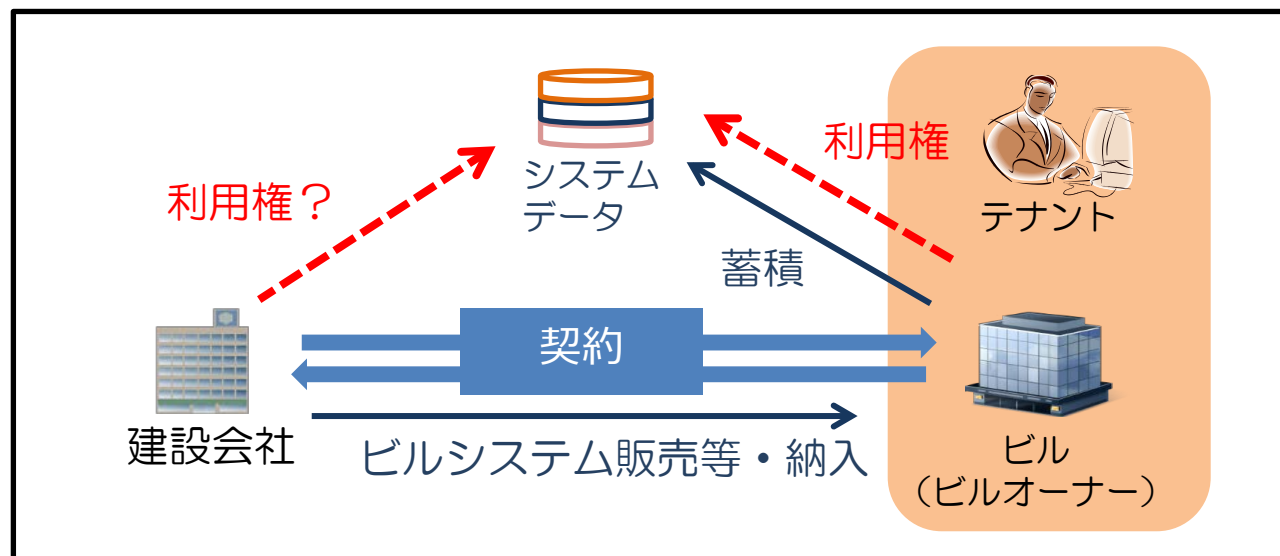 システム
データ
利用権？
利用権
テナント
蓄積
契約
建設会社
ビルシステム販売等・納入
ビル
（ビルオーナー）